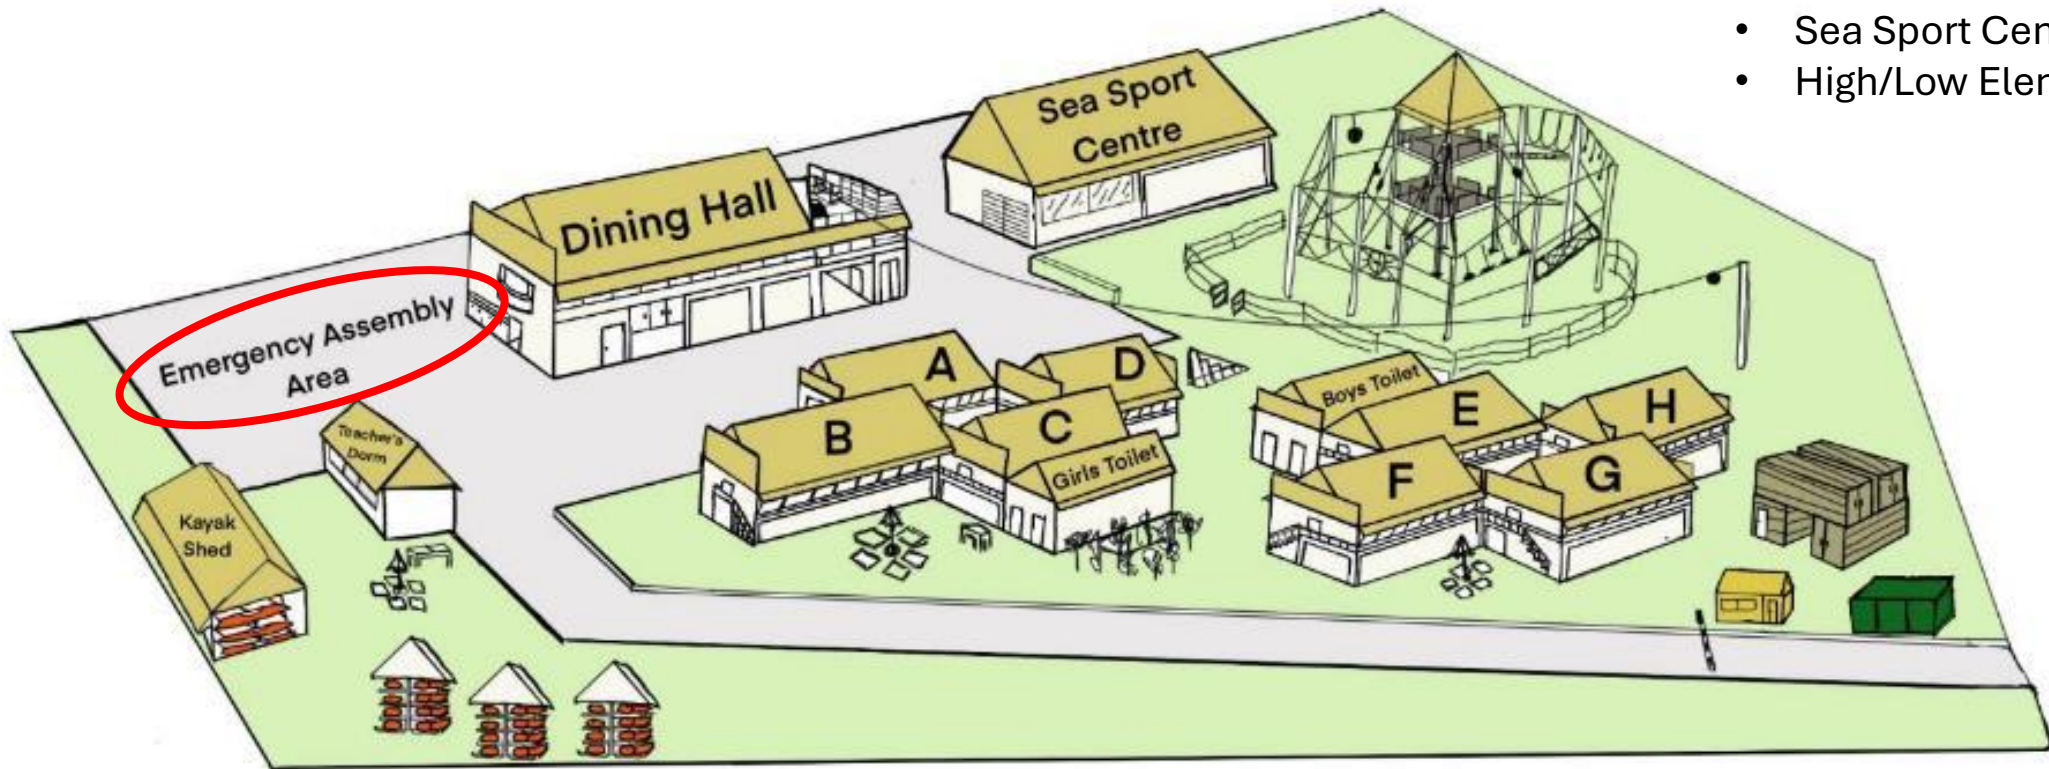 • Sea Sport Cen
• High/Low Eler
Sea Sport
Centre
Dining Hall
Emergency Assembly
Area
A
D
B
C
Girls Toilet
Boys Toilet
E
H
F
G
Teacher's
Dorm
Kayak
Shed